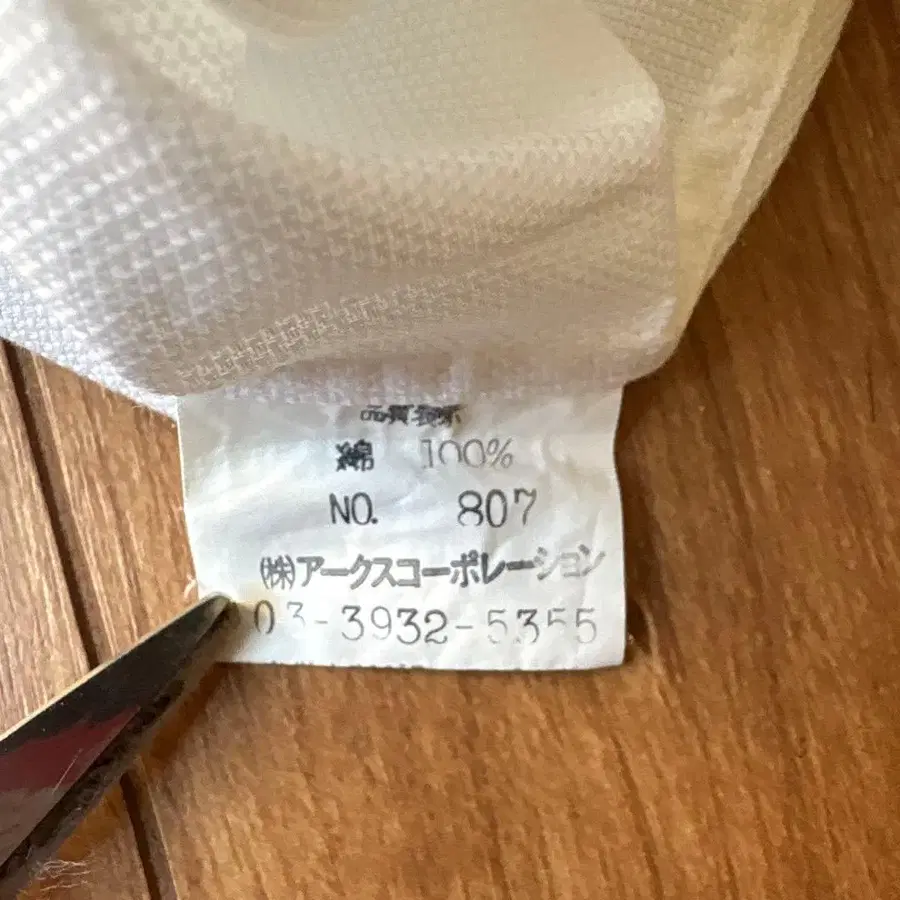 品質表示
綿 100%
NO. 807
(株)アークスコーポレーション
03-3932-5355